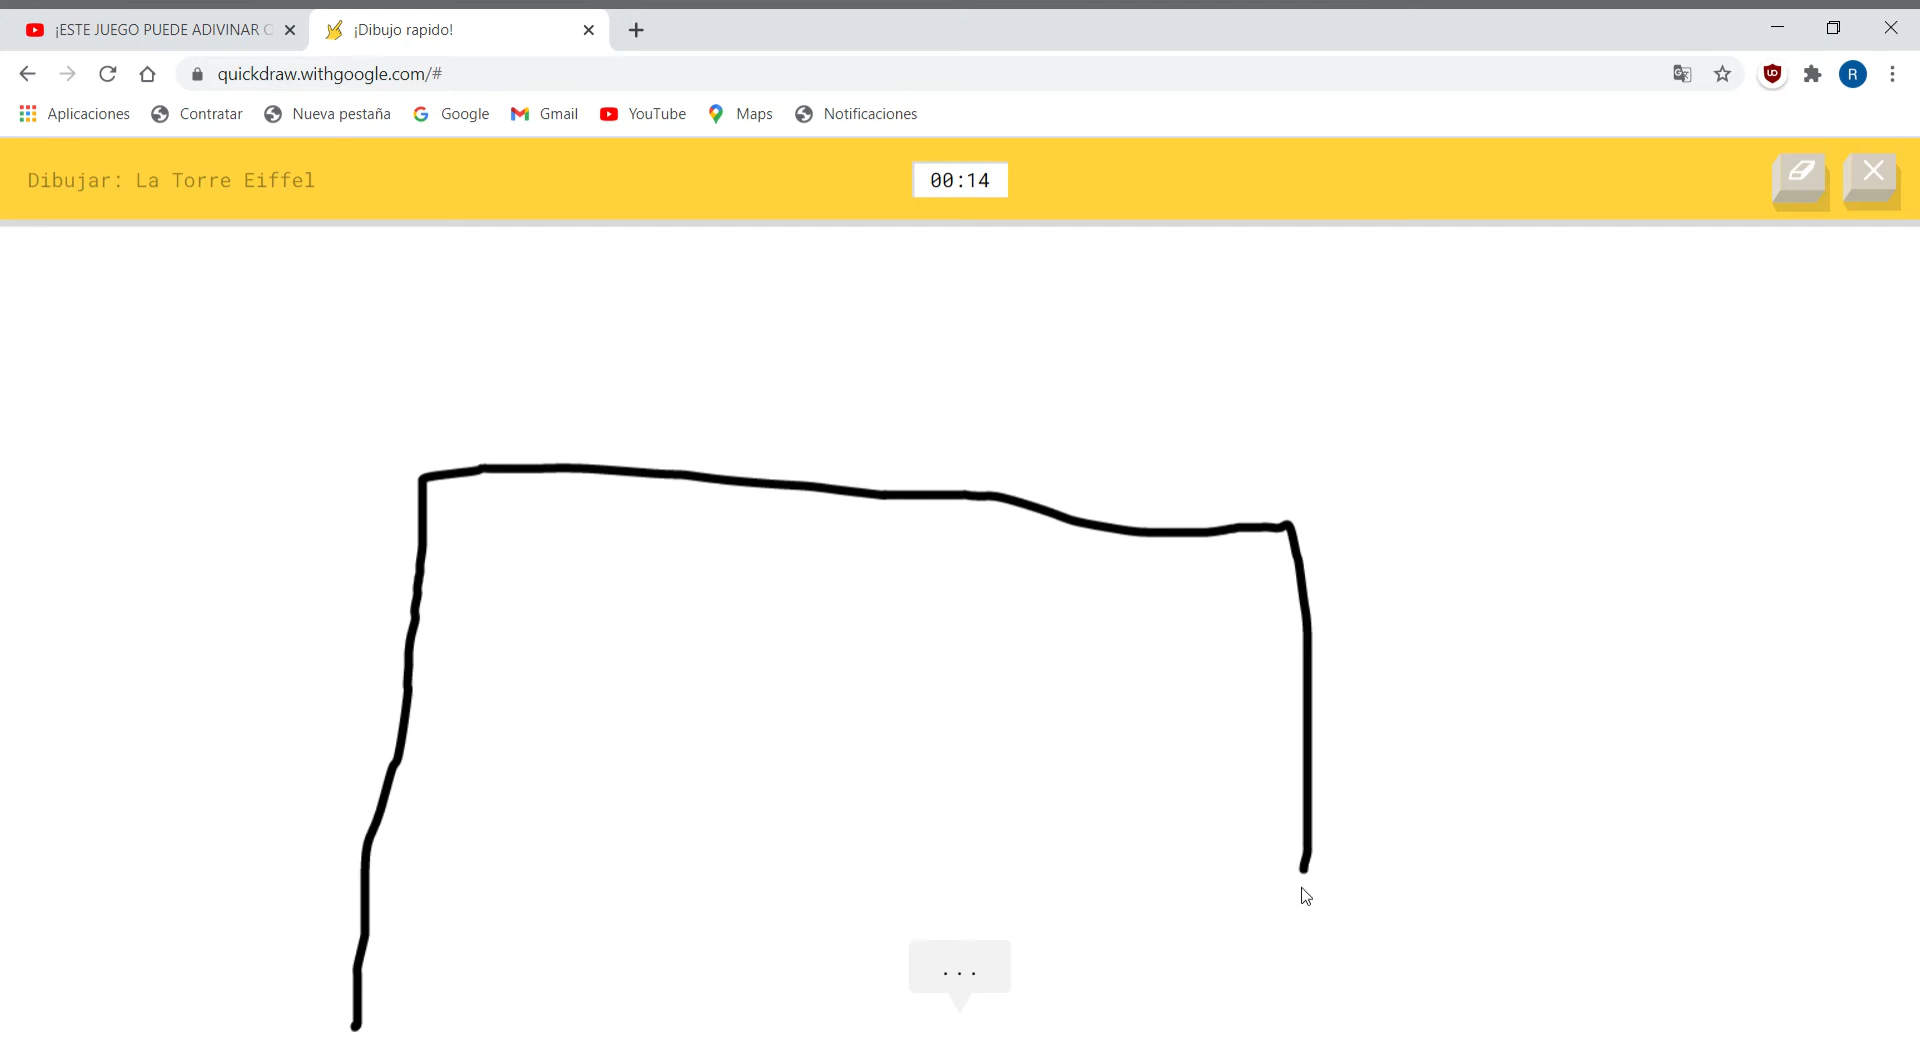 ¡ESTE JUEGO PUEDE ADIVINAR
¡Dibujo rapido!
quickdraw.withgoogle.com/#
R
Aplicaciones Contratar Nueva pestaña Google Gmail YouTube Maps Notificaciones
Dibujar: La Torre Eiffel
00:14
...